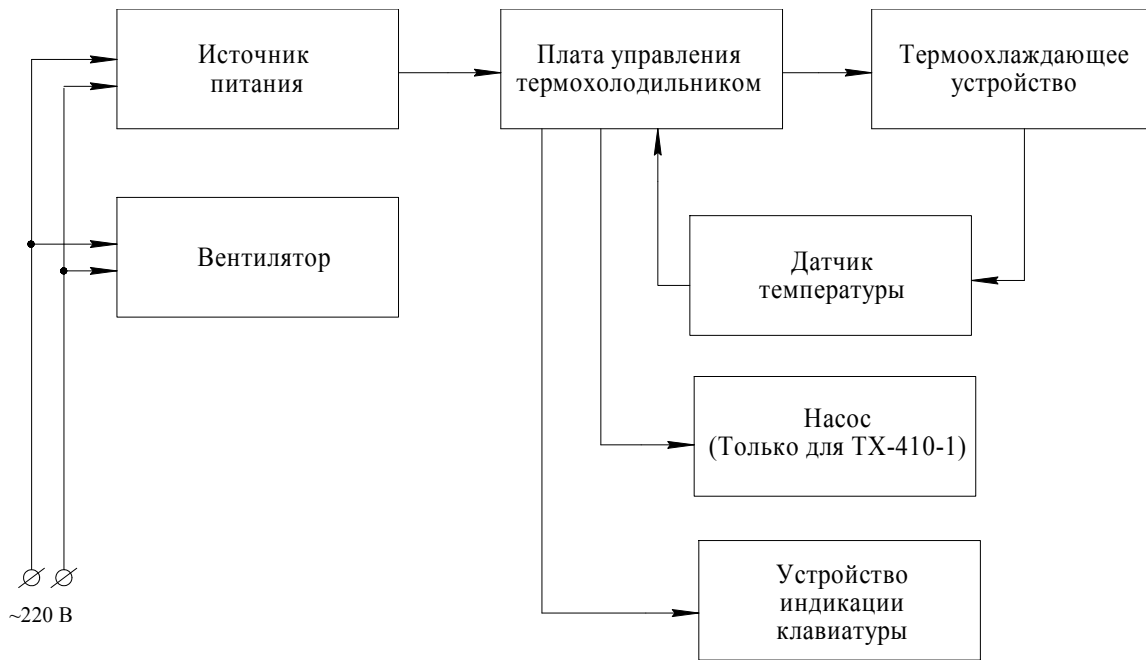 Источник
питания
Плата управления
термохолодильником
Термоохлаждающее
устройство
Вентилятор
Датчик
температуры
Насос
(Только для ТХ-410-1)
Устройство
индикации
клавиатуры
~220 В